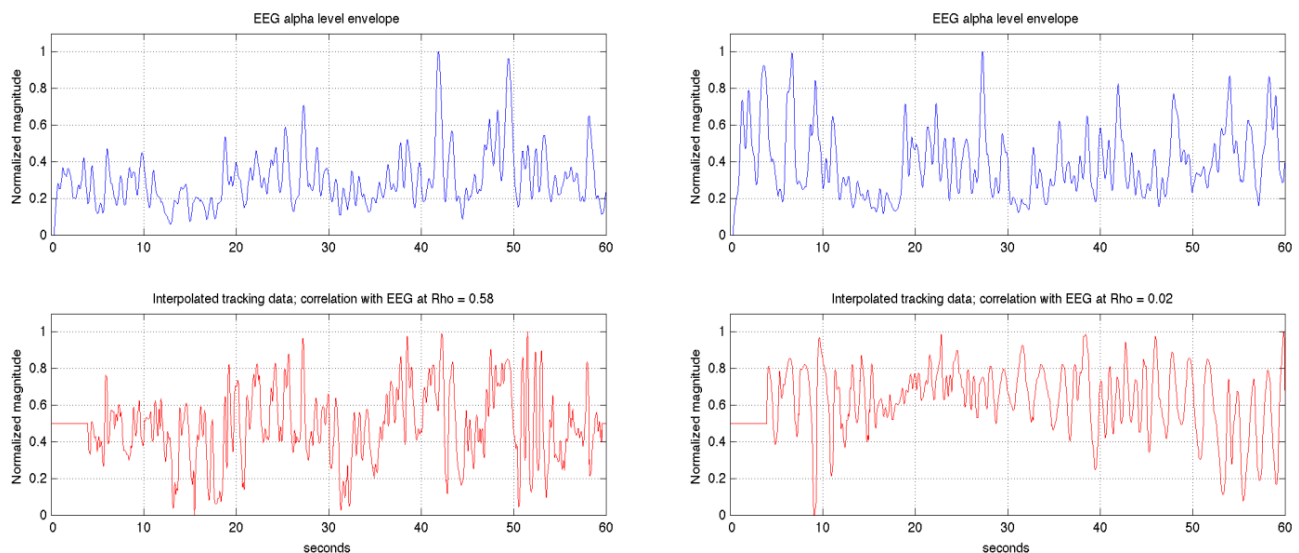 EEG alpha level envelope
Normalized magnitude
1
0.8
0.6
0.4
0.2
0
0 10 20 30 40 50 60
EEG alpha level envelope
Normalized magnitude
1
0.8
0.6
0.4
0.2
0
0 10 20 30 40 50 60
Interpolated tracking data; correlation with EEG at Rho = 0.58
Normalized magnitude
1
0.8
0.6
0.4
0.2
0
0 10 20 30 40 50 60
seconds
Interpolated tracking data; correlation with EEG at Rho = 0.02
Normalized magnitude
1
0.8
0.6
0.4
0.2
0
0 10 20 30 40 50 60
seconds